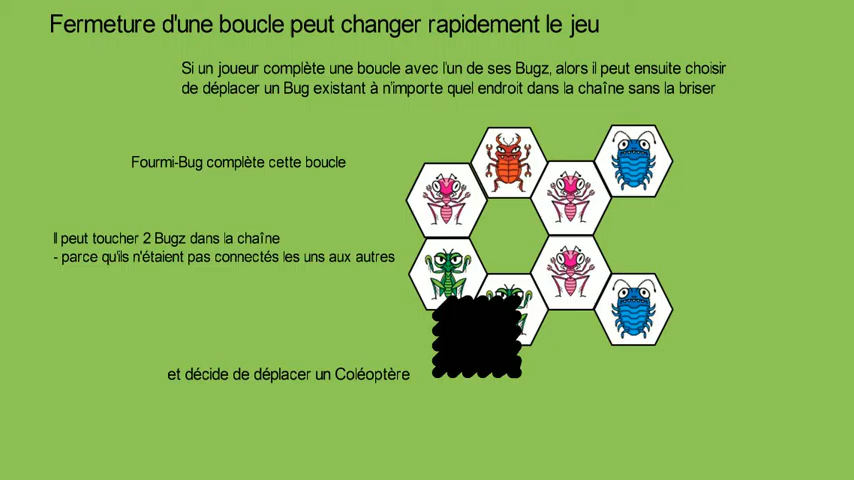 Fermeture d'une boucle peut changer rapidement le jeu
Si un joueur complète une boucle avec l'un de ses Bugz, alors il peut ensuite choisir
de déplacer un Bug existant à n'importe quel endroit dans la chaîne sans la briser
Fourmi-Bug complète cette boucle
Il peut toucher 2 Bugz dans la chaîne
- parce qu'ils n'étaient pas connectés les uns aux autres
et décide de déplacer un Coléoptère